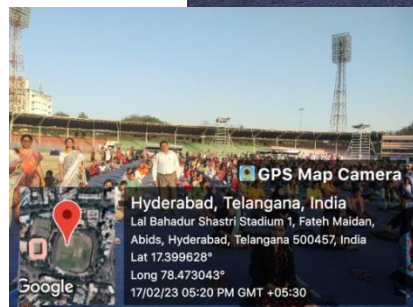 GPS Map Camera
Hyderabad, Telangana, India
Lal Bahadur Shastri Stadium 1, Fateh Maidan,
Abids, Hyderabad, Telangana 500457, India
Lat 17.399628°
Long 78.473043°
17/02/23 05:20 PM GMT +05:30
Google